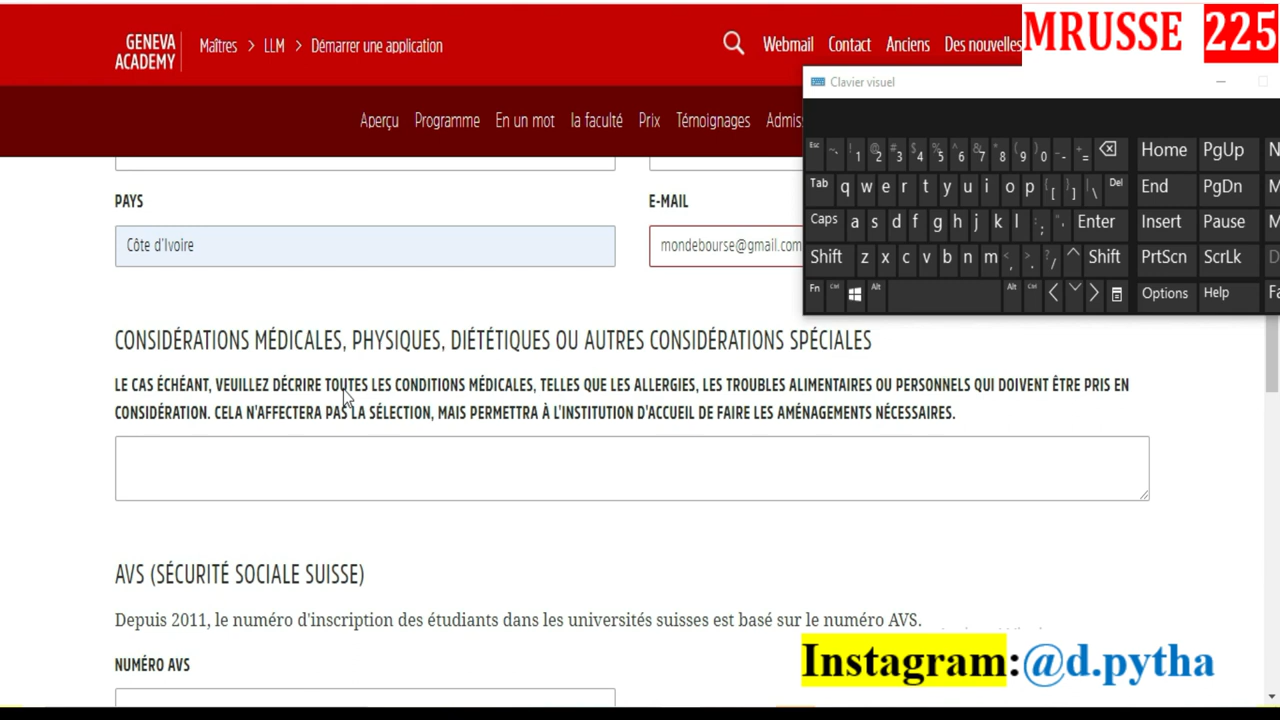 MRUSSE 225
GENEVA
ACADEMY
Maîtres > LLM > Démarrer une application
Webmail Contact Anciens Des nouvelles
Clavier visuel
Aperçu Programme En un mot la faculté Prix Témoignages Admiss
Esc ~ ` ! 1 @ 2 # 3 $ 4 % 5 ^ 6 & 7 * 8 ( 9 ) 0 _ - + = Home PgUp N
Tab q w e r t y u i o p { [ } ] | \ Del End PgDn M
Caps a s d f g h j k l : ; " ' Enter Insert Pause M
Shift z x c v b n m < , > . ? / ^ Shift PrtScn ScrLk D
Fn Ctrl Alt Alt Ctrl < > Options Help Fa
PAYS
E-MAIL
Côte d'Ivoire
mondebourse@gmail.com
CONSIDÉRATIONS MÉDICALES, PHYSIQUES, DIÉTÉTIQUES OU AUTRES CONSIDÉRATIONS SPÉCIALES
LE CAS ÉCHÉANT, VEUILLEZ DÉCRIRE TOUTES LES CONDITIONS MÉDICALES, TELLES QUE LES ALLERGIES, LES TROUBLES ALIMENTAIRES OU PERSONNELS QUI DOIVENT ÊTRE PRIS EN
CONSIDÉRATION. CELA N'AFFECTERA PAS LA SÉLECTION, MAIS PERMETTRA À L'INSTITUTION D'ACCUEIL DE FAIRE LES AMÉNAGEMENTS NÉCESSAIRES.
AVS (SÉCURITÉ SOCIALE SUISSE)
Depuis 2011, le numéro d'inscription des étudiants dans les universités suisses est basé sur le numéro AVS.
NUMÉRO AVS
Instagram:@d.pytha